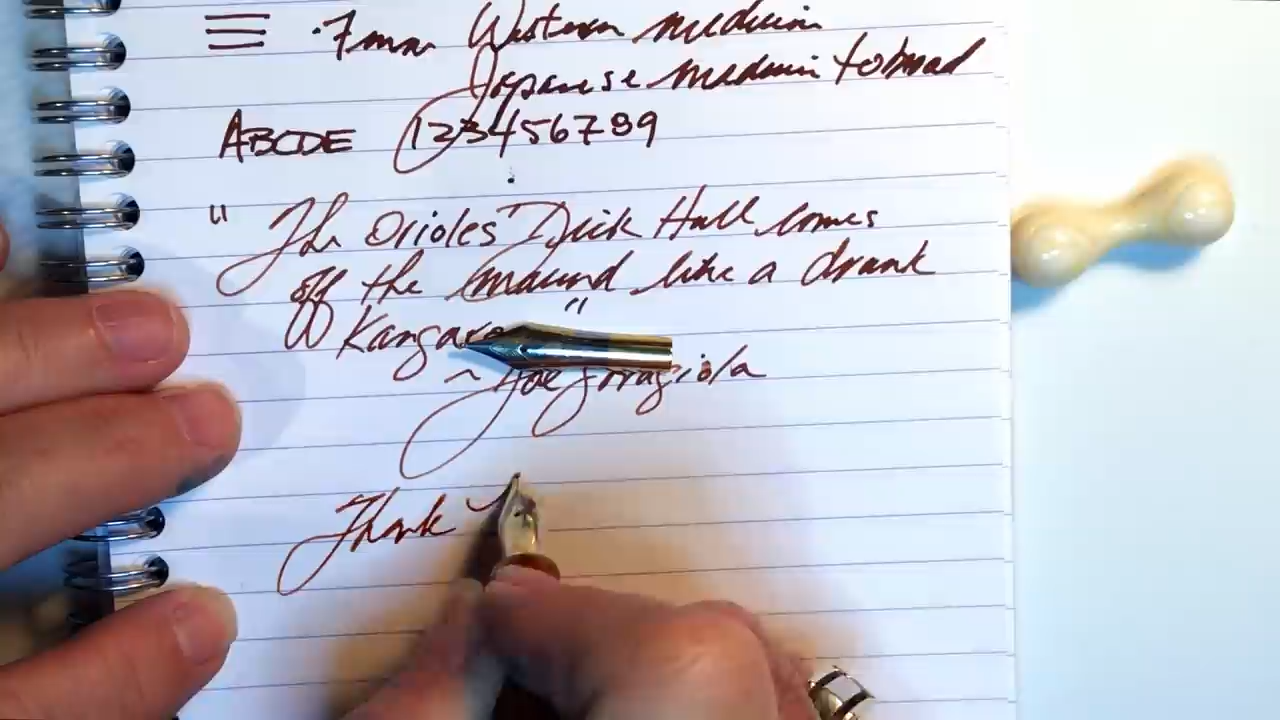 . 7mm Western medium
Japanese medium to broad
ABCDE 123456789
" The Orioles Dick Hall comes
off the mound like a drunk
Kangaroo "
~ Joe Garagiola
Thank